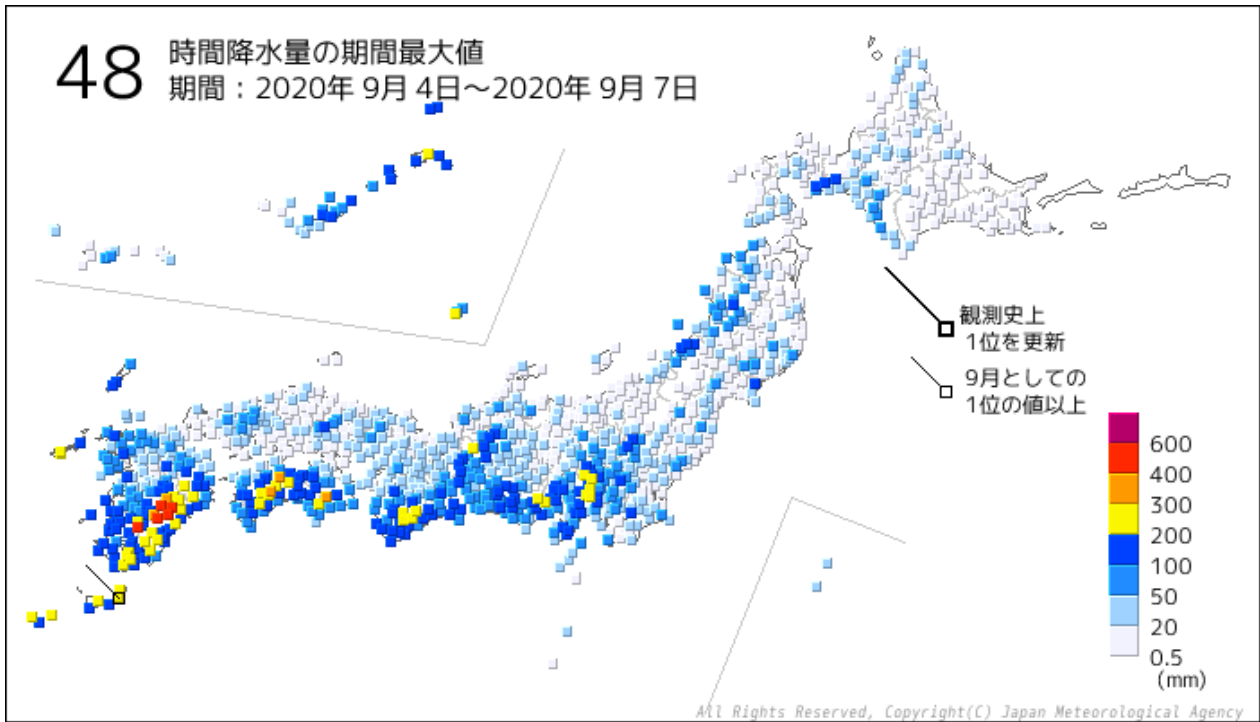 48 時間降水量の期間最大値
期間：2020年 9月 4日～2020年 9月 7日
観測史上
1位を更新
9月としての
1位の値以上
600
400
300
200
100
50
20
0.5
(mm)
All Rights Reserved, Copyright(C) Japan Meteorological Agency